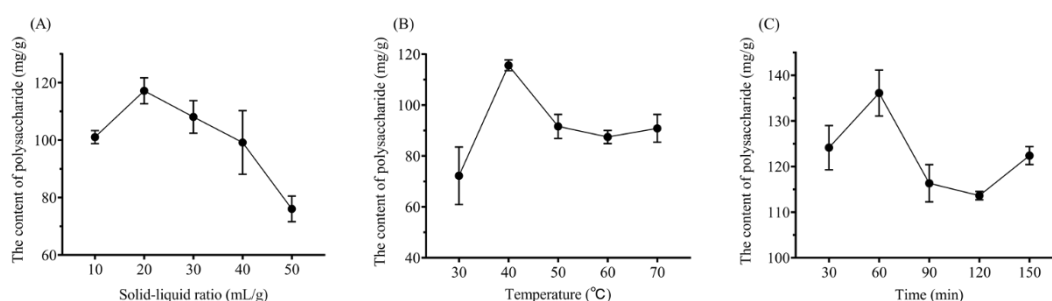 (A)
The content of polysaccharide (mg/g)
120
100
80
60
10 20 30 40 50
Solid-liquid ratio (mL/g)
(B)
The content of polysaccharide (mg/g)
120
100
80
60
40
30 40 50 60 70
Temperature (℃)
(C)
The content of polysaccharide (mg/g)
140
130
120
110
100
30 60 90 120 150
Time (min)